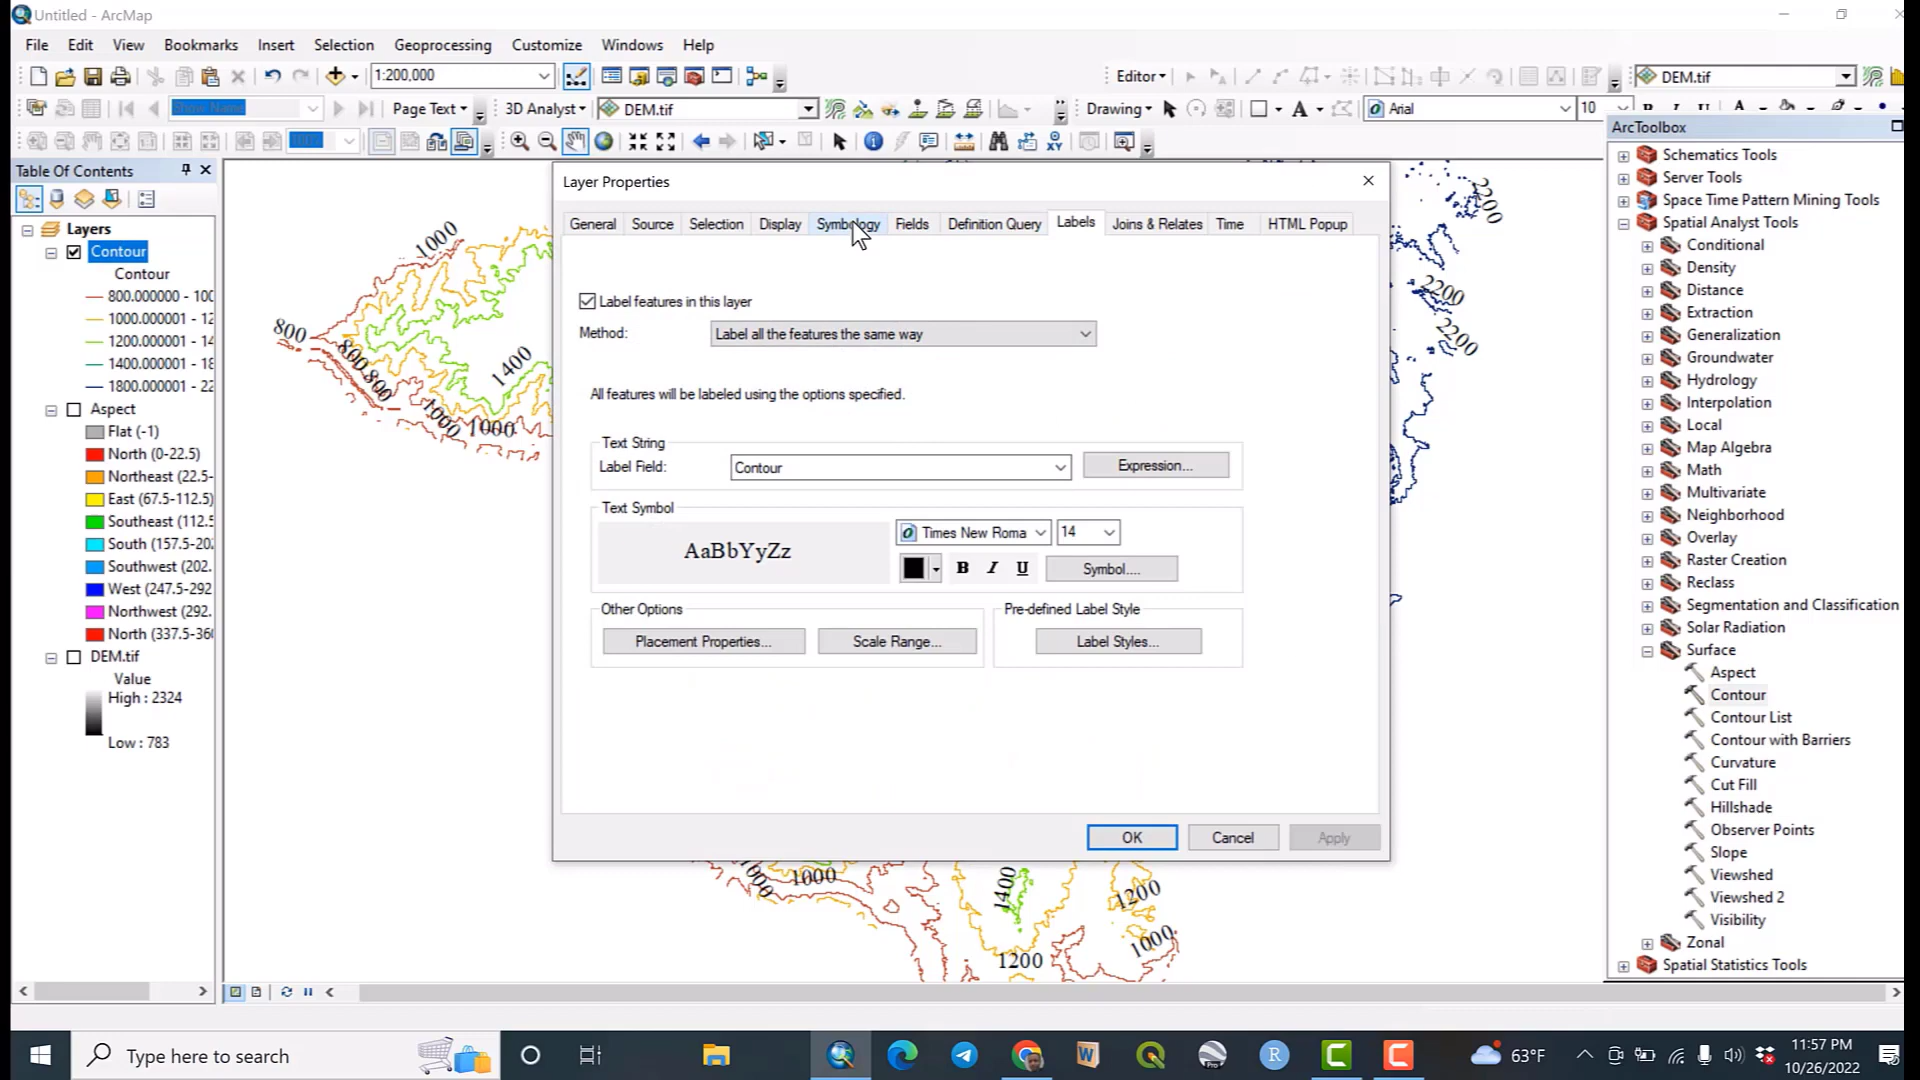 Untitled - ArcMap
File Edit View Bookmarks Insert Selection Geoprocessing Customize Windows Help
1:200,000 Editor DEM.tif
Show Name Page Text 3D Analyst DEM.tif Drawing A Arial 10 B I U A
ArcToolbox
Table Of Contents
Layers
Contour
Contour
800.000000 - 100
1000.000001 - 12
1200.000001 - 14
1400.000001 - 18
1800.000001 - 22
Aspect
Flat (-1)
North (0-22.5)
Northeast (22.5-
East (67.5-112.5)
Southeast (112.5
South (157.5-202
Southwest (202.
West (247.5-292
Northwest (292.
North (337.5-360
DEM.tif
Value
High : 2324
Low : 783
1000
800
800
800
1400
1000
1000
2200
2200
2200
1000
1000
1400
1200
1000
1200
Layer Properties
General Source Selection Display Symbology Fields Definition Query Labels Joins & Relates Time HTML Popup
Label features in this layer
Method: Label all the features the same way
All features will be labeled using the options specified.
Text String
Label Field: Contour Expression...
Text Symbol
AaBbYyZz
Times New Roma 14
B I U Symbol....
Other Options
Placement Properties... Scale Range...
Pre-defined Label Style
Label Styles...
OK Cancel Apply
Schematics Tools
Server Tools
Space Time Pattern Mining Tools
Spatial Analyst Tools
Conditional
Density
Distance
Extraction
Generalization
Groundwater
Hydrology
Interpolation
Local
Map Algebra
Math
Multivariate
Neighborhood
Overlay
Raster Creation
Reclass
Segmentation and Classification
Solar Radiation
Surface
Aspect
Contour
Contour List
Contour with Barriers
Curvature
Cut Fill
Hillshade
Observer Points
Slope
Viewshed
Viewshed 2
Visibility
Zonal
Spatial Statistics Tools
Type here to search
63°F
11:57 PM
10/26/2022